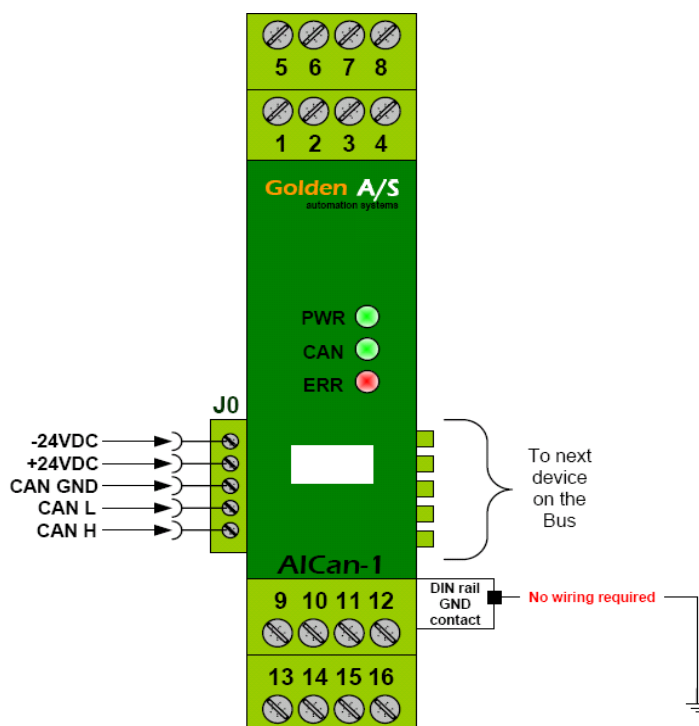 5 6 7 8
1 2 3 4
Golden A/S
automation systems
PWR
CAN
ERR
J0
-24VDC
+24VDC
CAN GND
CAN L
CAN H
To next
device
on the
Bus
AICan-1
DIN rail
GND
contact
No wiring required
9 10 11 12
13 14 15 16